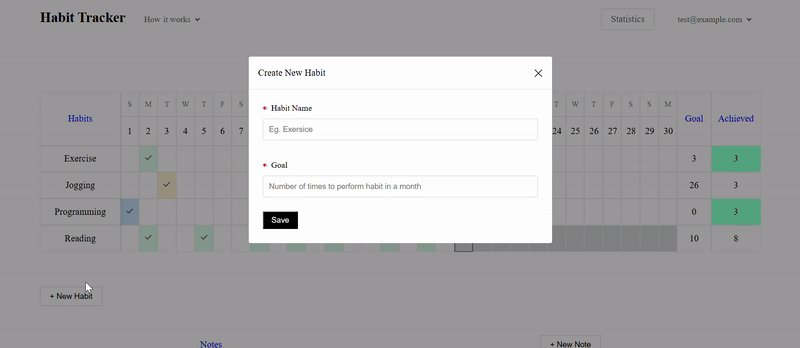 Habit Tracker How it works Statistics test@example.com
Create New Habit
S M T W T F S T W T F S S M
Habits 1 2 3 4 5 6 7 24 25 26 27 28 29 30 Goal Achieved
* Habit Name
Eg. Exersice
Exercise 3 3
* Goal
Jogging 26 3
Number of times to perform habit in a month
Programming 0 3
Save
Reading 10 8
+ New Habit
Notes + New Note